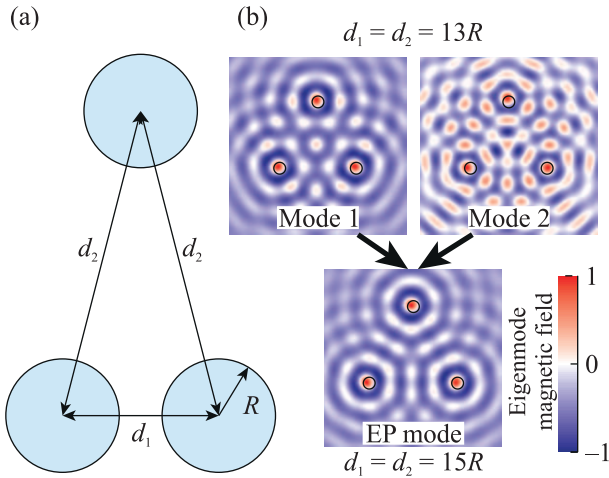 (a)
d₂
d₂
d₁
R
(b)
d₁ = d₂ = 13R
Mode 1
Mode 2
EP mode
d₁ = d₂ = 15R
Eigenmode
magnetic field
1
0
−1